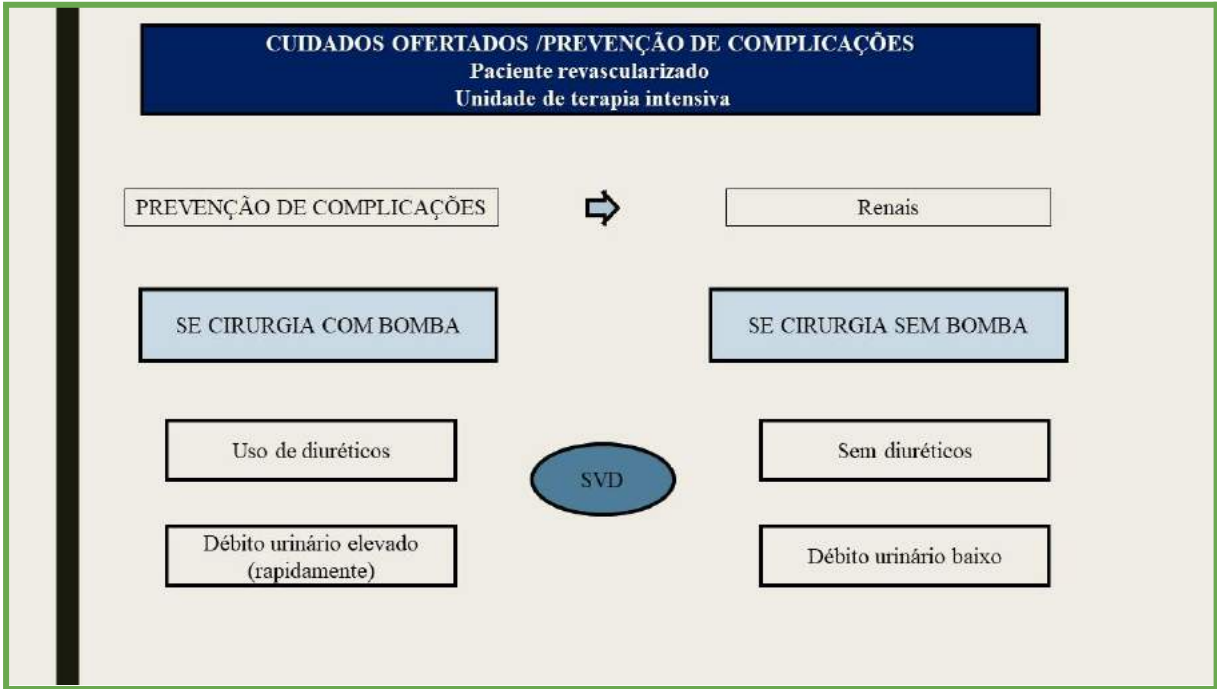 CUIDADOS OFERTADOS /PREVENÇÃO DE COMPLICAÇÕES
Paciente revascularizado
Unidade de terapia intensiva
PREVENÇÃO DE COMPLICAÇÕES
Renais
SE CIRURGIA COM BOMBA
SE CIRURGIA SEM BOMBA
Uso de diuréticos
Sem diuréticos
SVD
Débito urinário elevado
(rapidamente)
Débito urinário baixo